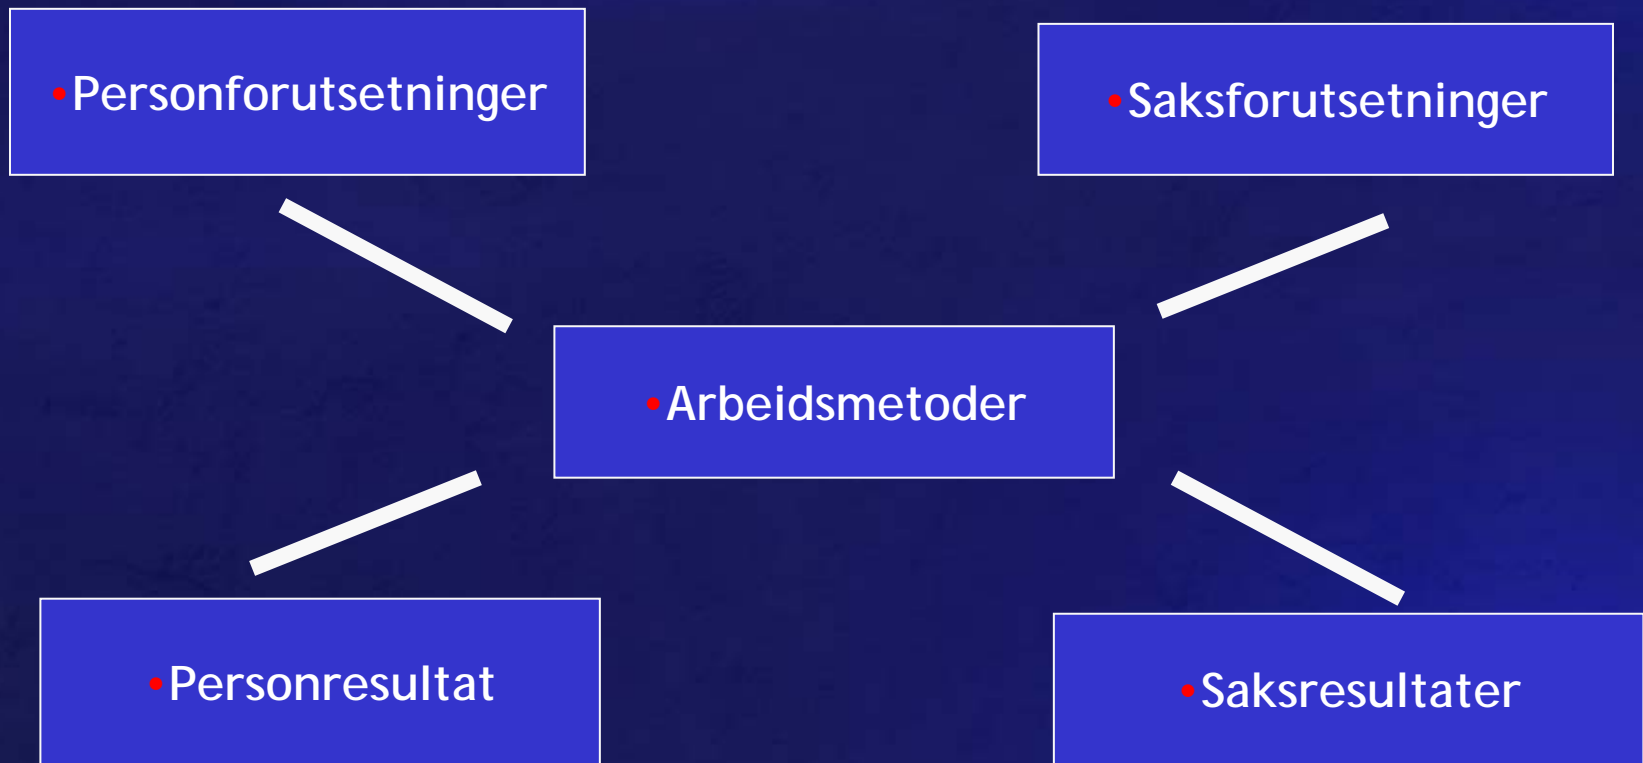 •Personforutsetninger
•Saksforutsetninger
•Arbeidsmetoder
•Personresultat
•Saksresultater